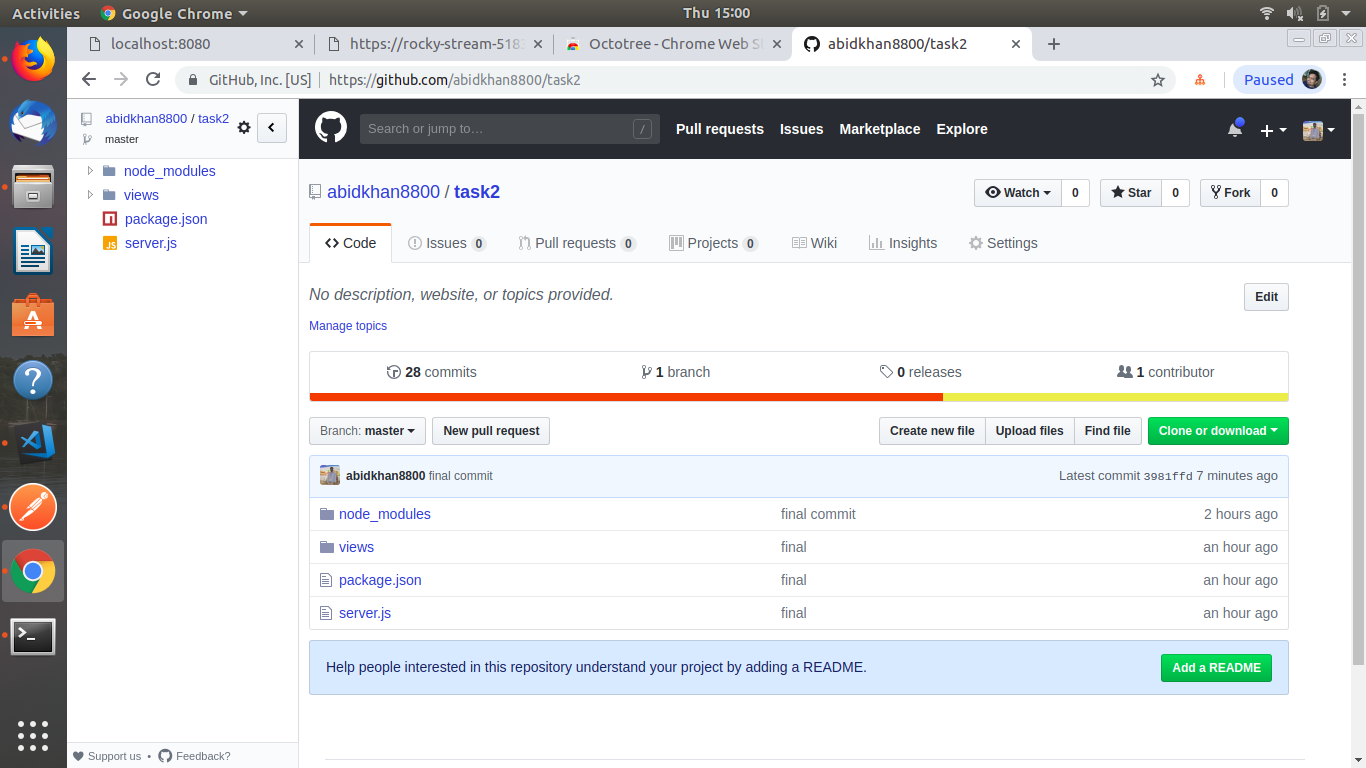 Activities Google Chrome Thu 15:00
localhost:8080 https://rocky-stream-518 Octotree - Chrome Web S abidkhan8800/task2
GitHub, Inc. [US] https://github.com/abidkhan8800/task2 Paused
abidkhan8800 / task2
master
node_modules
views
package.json
server.js
JS
Support us • Feedback?
Search or jump to… / Pull requests Issues Marketplace Explore
abidkhan8800 / task2 Watch 0 Star 0 Fork 0
Code Issues 0 Pull requests 0 Projects 0 Wiki Insights Settings
No description, website, or topics provided. Edit
Manage topics
28 commits 1 branch 0 releases 1 contributor
Branch: master New pull request Create new file Upload files Find file Clone or download
abidkhan8800 final commit Latest commit 3981ffd 7 minutes ago
node_modules final commit 2 hours ago
views final an hour ago
package.json final an hour ago
server.js final an hour ago
Help people interested in this repository understand your project by adding a README. Add a README